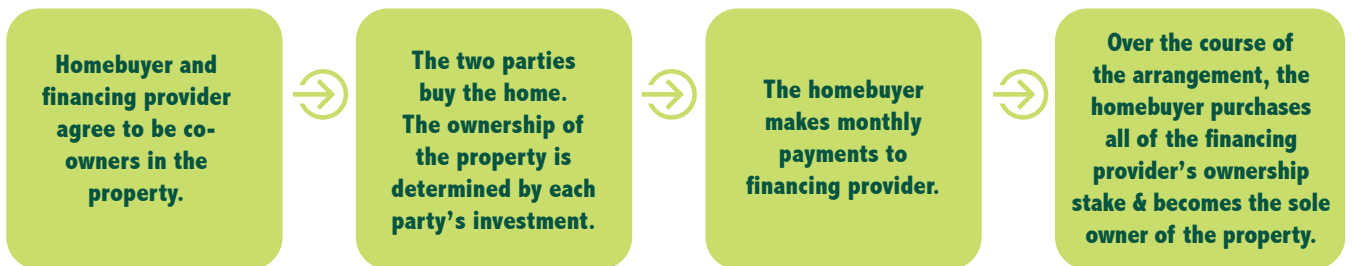 Homebuyer and
financing provider
agree to be co-
owners in the
property.
The two parties
buy the home.
The ownership of
the property is
determined by each
party's investment.
The homebuyer
makes monthly
payments to
financing provider.
Over the course of
the arrangement, the
homebuyer purchases
all of the financing
provider's ownership
stake & becomes the sole
owner of the property.